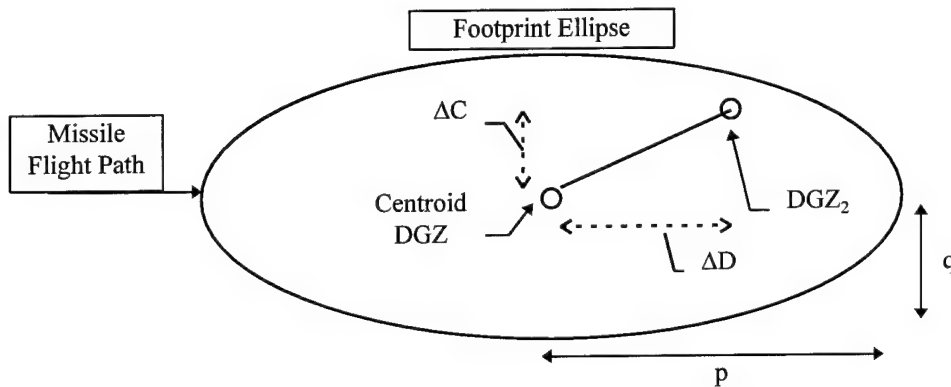 Footprint Ellipse
ΔC
Missile
Flight Path
Centroid
DGZ
DGZ₂
ΔD
q
p